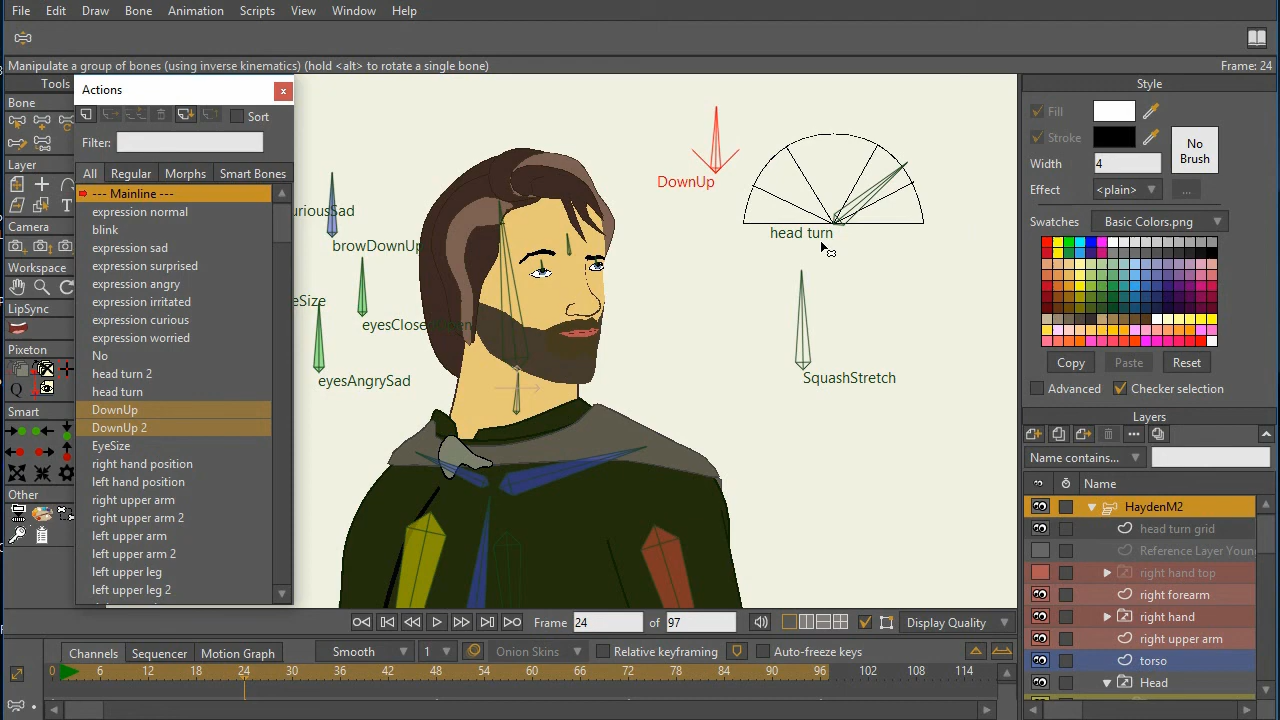 File Edit Draw Bone Animation Scripts View Window Help
Manipulate a group of bones (using inverse kinematics) (hold <alt> to rotate a single bone) Frame: 24
Tools
Bone
Layer
T
Camera
Workspace
LipSync
Pixeton
Q
Smart
Other
Actions
x
Sort
Filter:
All Regular Morphs Smart Bones
--- Mainline ---
expression normal
blink
expression sad
expression surprised
expression angry
expression irritated
expression curious
expression worried
No
head turn 2
head turn
DownUp
DownUp 2
EyeSize
right hand position
left hand position
right upper arm
right upper arm 2
left upper arm
left upper arm 2
left upper leg
left upper leg 2
uriousSad
browDownUp
eSize
eyesAngrySad
DownUp
head turn
SquashStretch
Style
Fill
Stroke
No
Brush
Width 4
Effect <plain> ...
Swatches Basic Colors.png
Copy Paste Reset
Advanced Checker selection
Layers
Name contains...
Name
HaydenM2
head turn grid
Reference Layer Youn
right hand top
right forearm
right hand
right upper arm
torso
Head
Frame 24 of 97 Display Quality
Channels Sequencer Motion Graph Smooth 1 Onion Skins Relative keyframing Auto-freeze keys
0 6 12 18 24 30 36 42 48 54 60 66 72 78 84 90 96 102 108 114